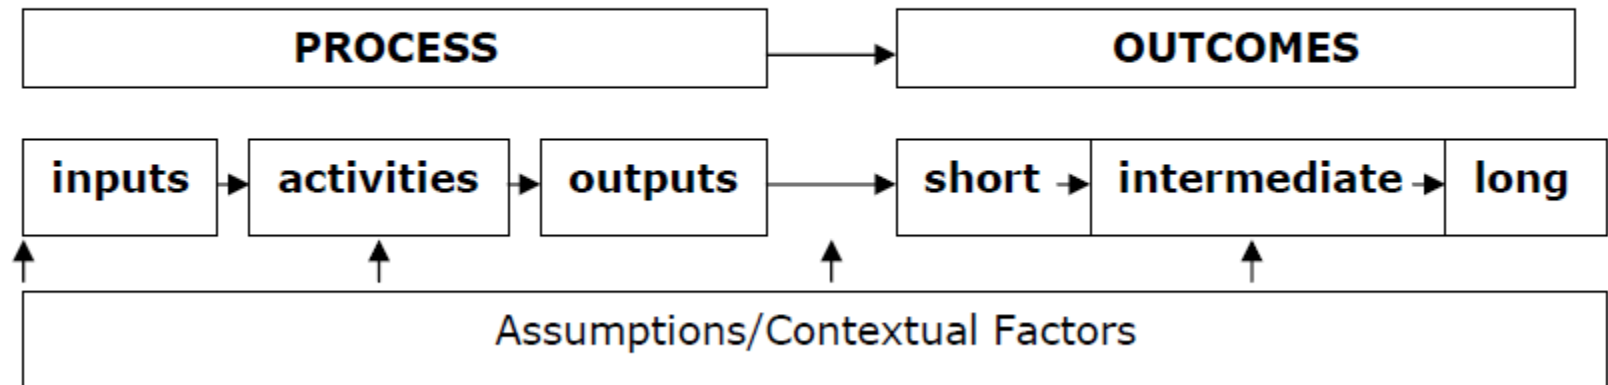 PROCESS
OUTCOMES
inputs
activities
outputs
short
intermediate
long
Assumptions/Contextual Factors